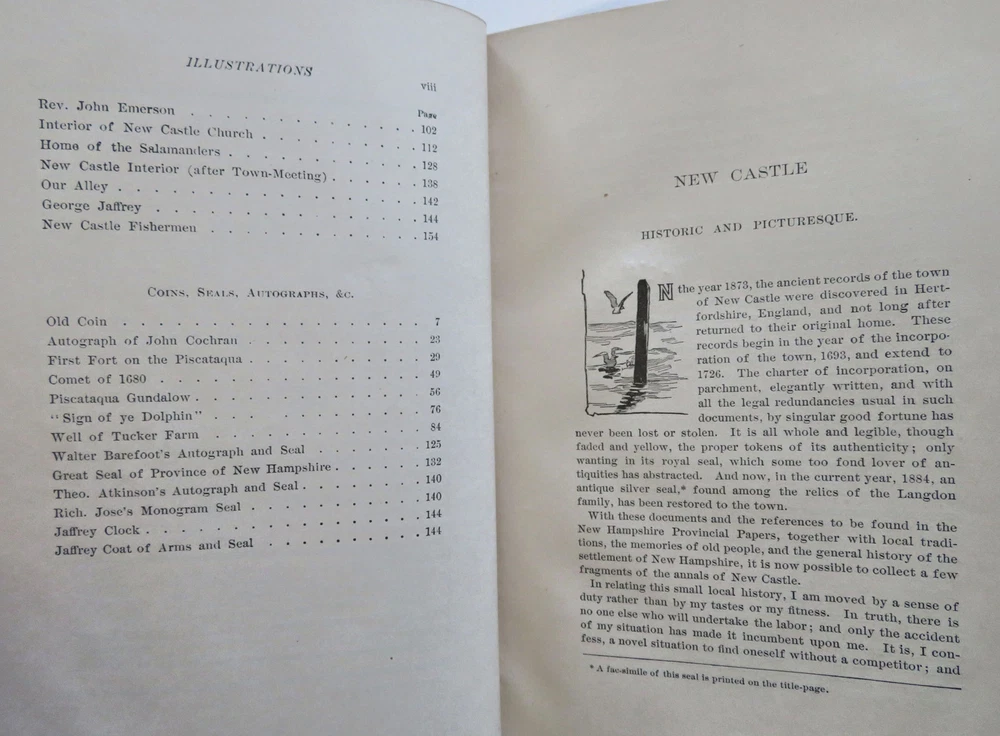 ILLUSTRATIONS
viii
Page
Rev. John Emerson . . . . . . . . . . . . 102
Interior of New Castle Church . . . . . . . . 112
Home of the Salamanders . . . . . . . . . . 128
New Castle Interior (after Town-Meeting) . . . . . 138
Our Alley . . . . . . . . . . . . . . . . 142
George Jaffrey . . . . . . . . . . . . . . 144
New Castle Fishermen . . . . . . . . . . . 154
COINS, SEALS, AUTOGRAPHS, &c.
Old Coin . . . . . . . . . . . . . . . . 7
Autograph of John Cochran . . . . . . . . . 23
First Fort on the Piscataqua . . . . . . . . . 29
Comet of 1680 . . . . . . . . . . . . . . 49
Piscataqua Gundalow . . . . . . . . . . . . 56
"Sign of ye Dolphin" . . . . . . . . . . . . 76
Well of Tucker Farm . . . . . . . . . . . . 84
Walter Barefoot's Autograph and Seal . . . . . . 125
Great Seal of Province of New Hampshire . . . . . 132
Theo. Atkinson's Autograph and Seal . . . . . . . 140
Rich. Jose's Monogram Seal . . . . . . . . . 140
Jaffrey Clock . . . . . . . . . . . . . . . 144
Jaffrey Coat of Arms and Seal . . . . . . . . . 144
NEW CASTLE
HISTORIC AND PICTURESQUE.
IN the year 1873, the ancient records of the town
of New Castle were discovered in Hert-
fordshire, England, and not long after
returned to their original home. These
records begin in the year of the incorpo-
ration of the town, 1693, and extend to
1726. The charter of incorporation, on
parchment, elegantly written, and with
all the legal redundancies usual in such
documents, by singular good fortune has
never been lost or stolen. It is all whole and legible, though
faded and yellow, the proper tokens of its authenticity; only
wanting in its royal seal, which some too fond lover of an-
tiquities has abstracted. And now, in the current year, 1884, an
antique silver seal,* found among the relics of the Langdon
family, has been restored to the town.
With these documents and the references to be found in the
New Hampshire Provincial Papers, together with local tradi-
tions, the memories of old people, and the general history of the
settlement of New Hampshire, it is now possible to collect a few
fragments of the annals of New Castle.
In relating this small local history, I am moved by a sense of
duty rather than by my tastes or my fitness. In truth, there is
no one else who will undertake the labor; and only the accident
of my situation has made it incumbent upon me. It is, I con-
fess, a novel situation to find oneself without a competitor; and
* A fac-simile of this seal is printed on the title-page.